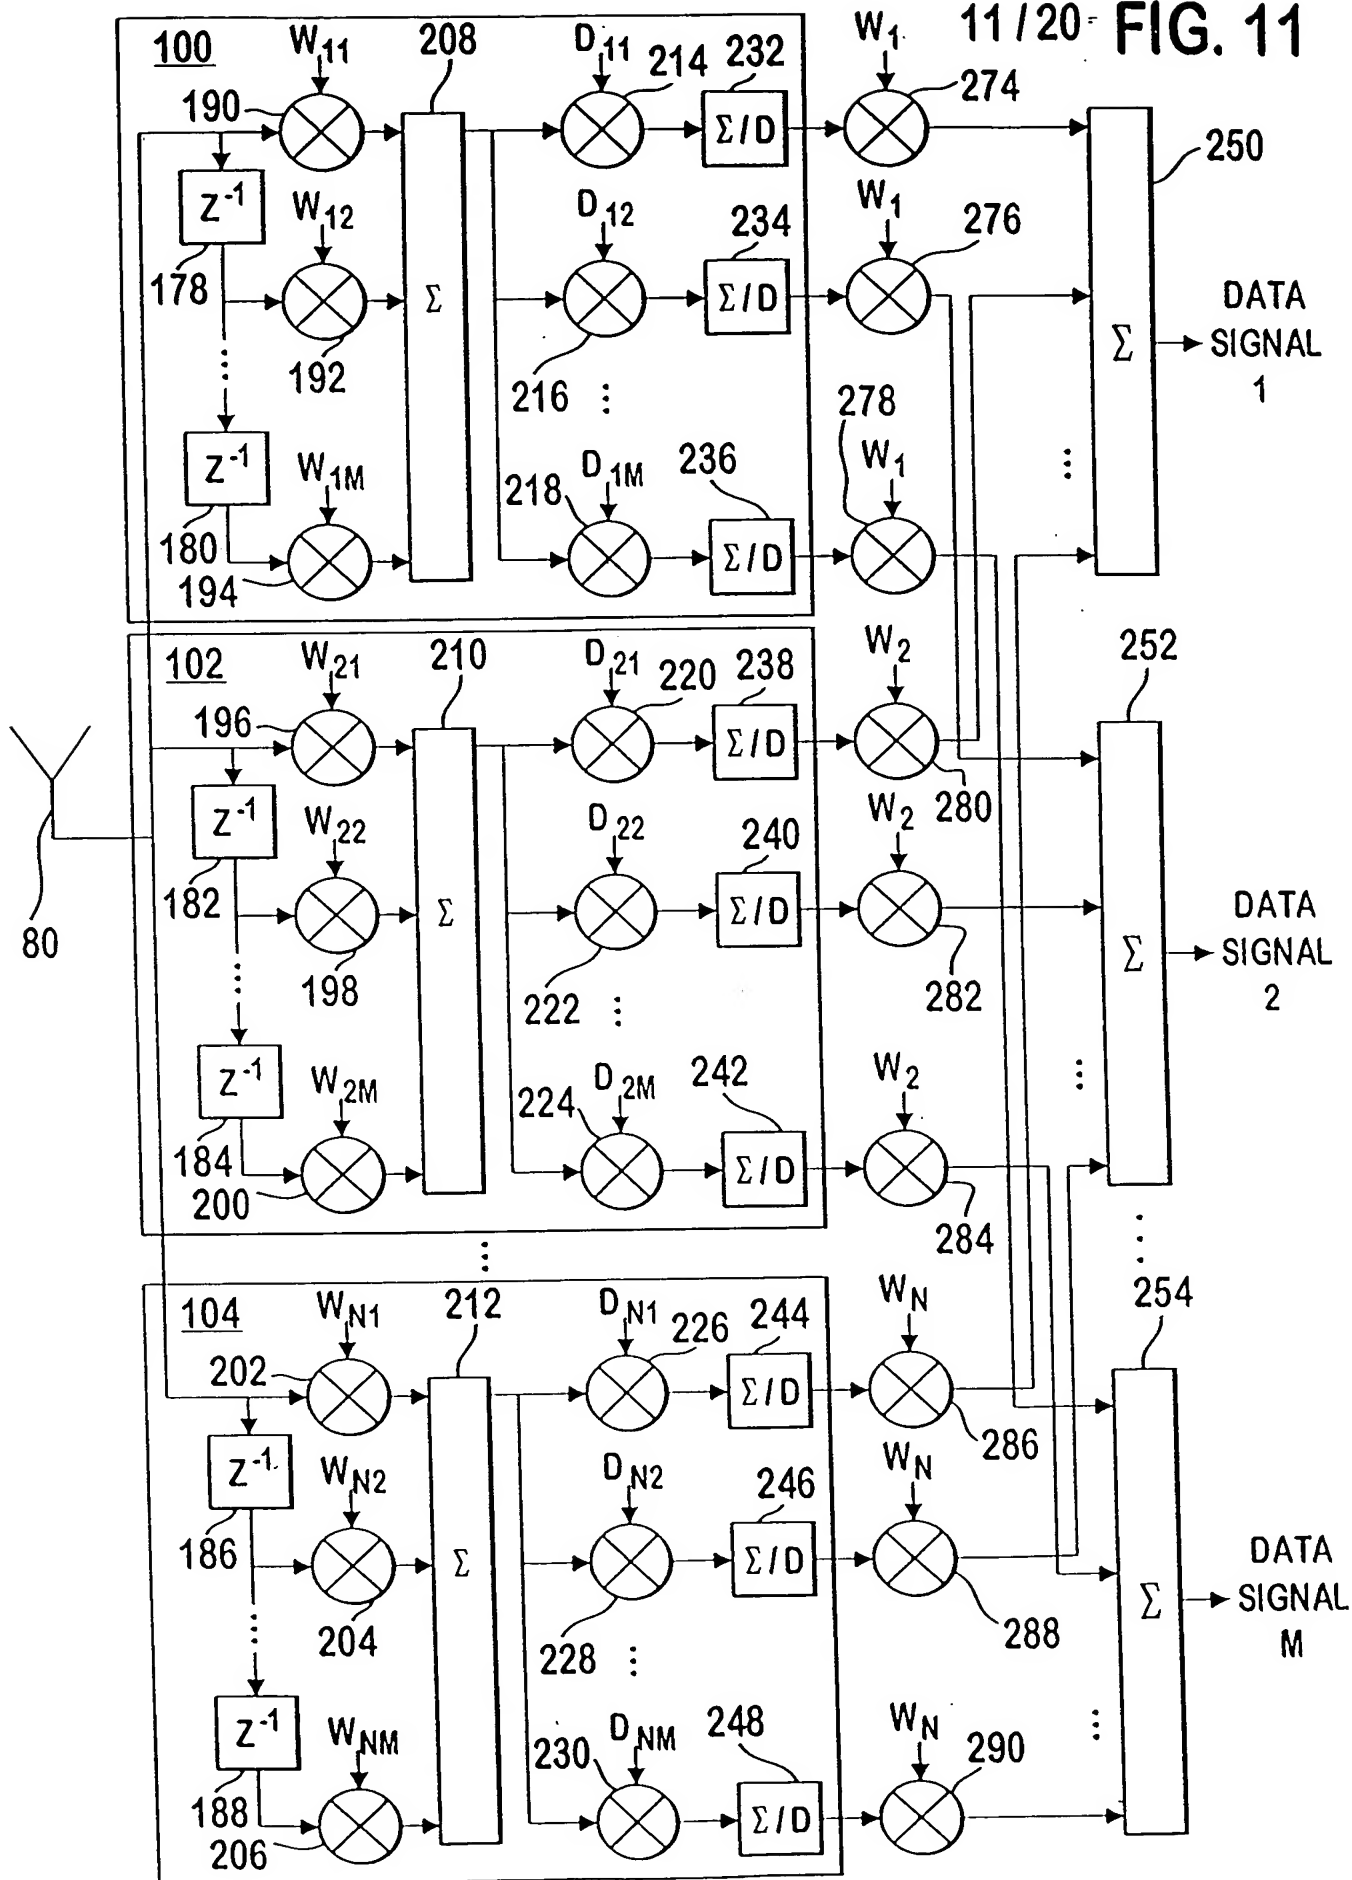 11/20 FIG. 11
100 W11 208 D11 214 232 W1 274
190 Σ/D 250
Z-1 W12 D12 234 W1 276
178 Σ Σ/D DATA
192 Σ SIGNAL
216 ... 278 1
Z-1 W1M D1M 236 W1 ...
180 218 Σ/D
194
102 W21 210 D21 220 238 W2 252
196 Σ/D
Z-1 W22 D22 240 W2 280
182 Σ Σ/D DATA
80 198 282 Σ SIGNAL
222 ... 2
Z-1 W2M D2M 242 W2 ...
184 224 Σ/D
200 284
...
104 WN1 212 DN1 226 244 WN 254
202 Σ/D
Z-1 WN2 DN2 246 WN 286
186 Σ Σ/D DATA
204 288 Σ SIGNAL
228 ... M
Z-1 WNM DNM 248 WN 290 ...
188 230 Σ/D
206